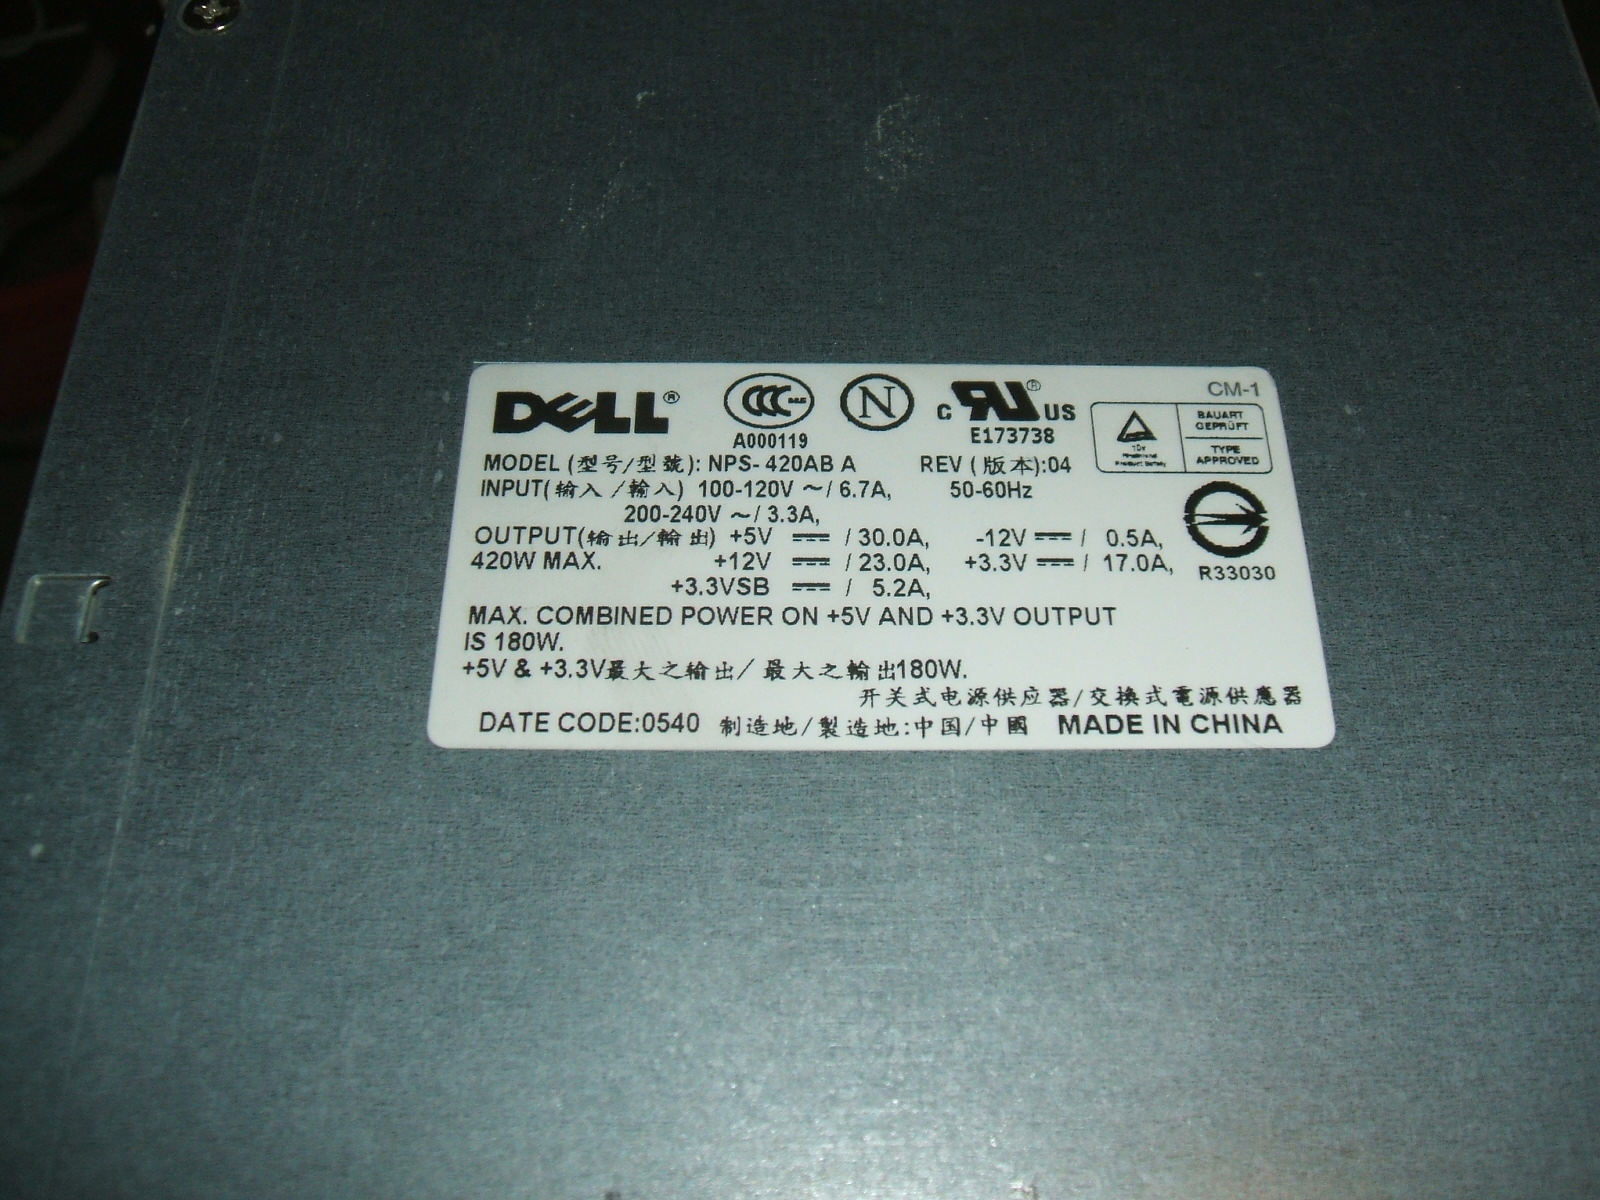 DELL®
CCC S&E
A000119
N
c RU® US
E173738
CM-1
BAUART GEPRÜFT
TYPE APPROVED
MODEL (型号/型號): NPS-420AB A REV (版本):04
INPUT(输入/輸入) 100-120V ～/ 6.7A, 50-60Hz
200-240V ～/ 3.3A,
OUTPUT(输出/輸出) +5V ⎓ / 30.0A, -12V ⎓ / 0.5A,
420W MAX. +12V ⎓ / 23.0A, +3.3V ⎓ / 17.0A,
R33030
+3.3VSB ⎓ / 5.2A,
MAX. COMBINED POWER ON +5V AND +3.3V OUTPUT
IS 180W.
+5V & +3.3V最大之输出/ 最大之輸出180W.
开关式电源供应器/交換式電源供應器
DATE CODE:0540 制造地/製造地:中国/中國 MADE IN CHINA